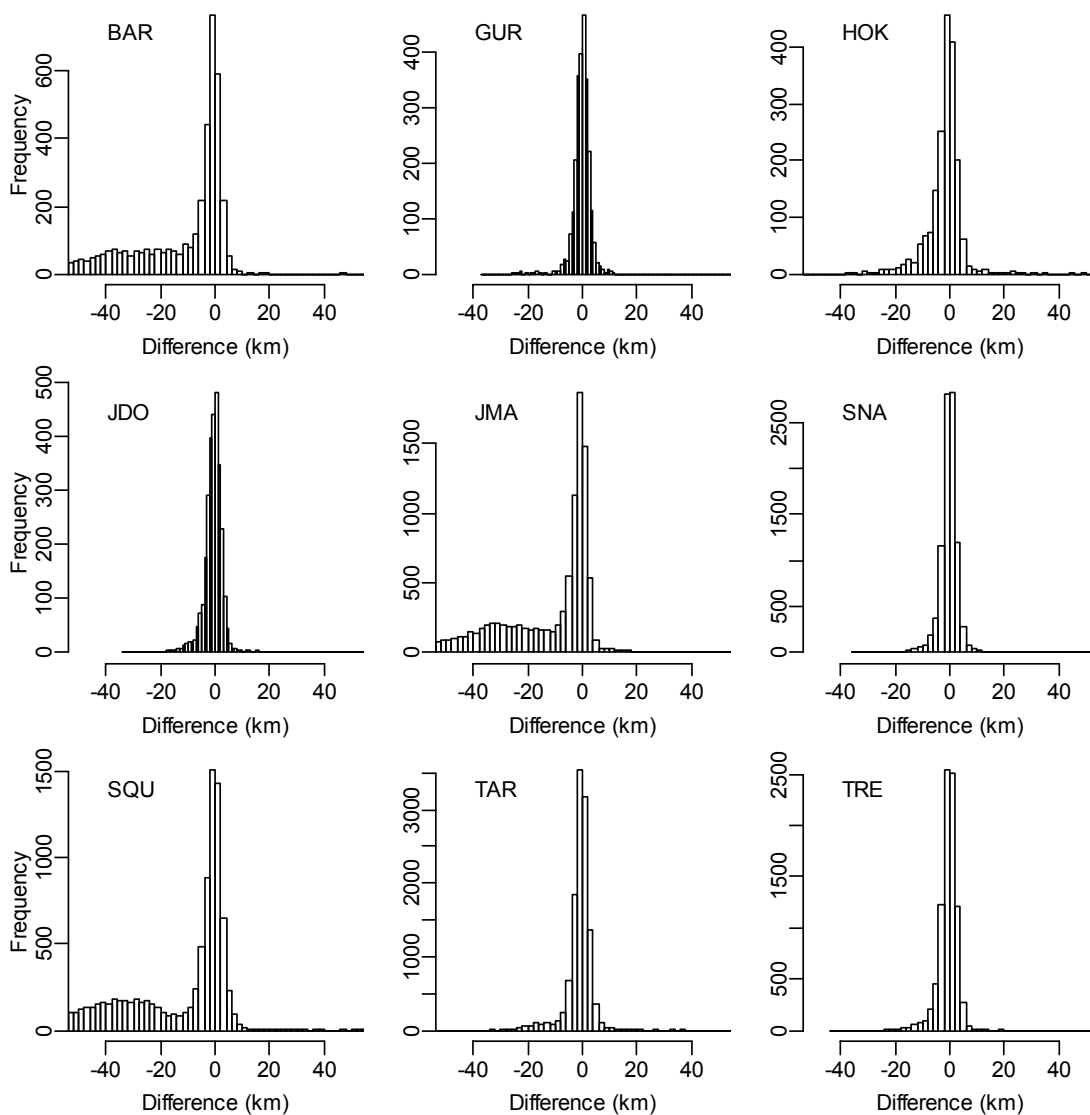 BAR
Frequency
0 200 400 600
-40 -20 0 20 40
Difference (km)
GUR
0 100 200 300 400
-40 -20 0 20 40
Difference (km)
HOK
0 100 200 300 400
-40 -20 0 20 40
Difference (km)
JDO
0 100 200 300 400 500
-40 -20 0 20 40
Difference (km)
JMA
0 500 1000 1500
-40 -20 0 20 40
Difference (km)
SNA
0 500 1500 2500
-40 -20 0 20 40
Difference (km)
SQU
Frequency
0 500 1000 1500
-40 -20 0 20 40
Difference (km)
TAR
0 1000 2000 3000
-40 -20 0 20 40
Difference (km)
TRE
0 500 1500 2500
-40 -20 0 20 40
Difference (km)